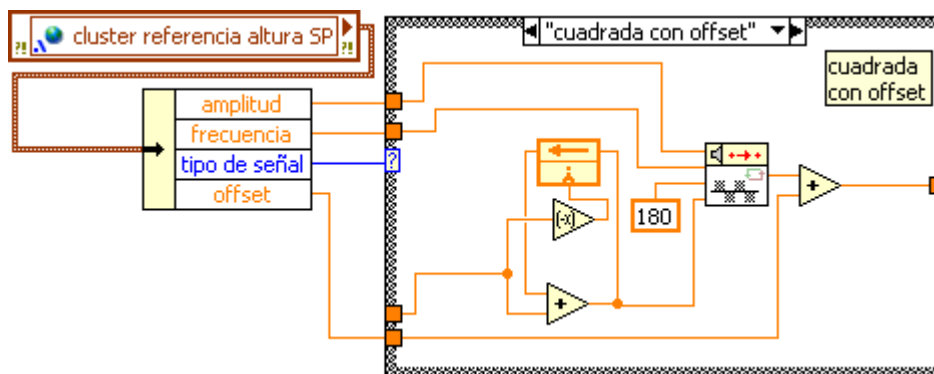 cluster referencia altura SP
"cuadrada con offset"
cuadrada
con offset
amplitud
frecuencia
tipo de señal
offset
?
?!
?!
(-x)
+
180
+